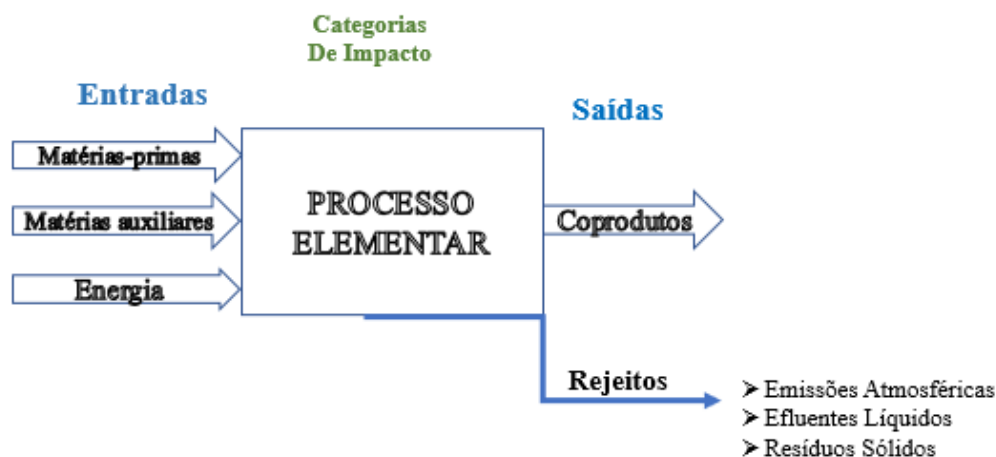 Categorias
De Impacto
Entradas
Saídas
Matérias-primas
Matérias auxiliares
Energia
PROCESSO
ELEMENTAR
Coprodutos
Rejeitos
➢ Emissões Atmosféricas
➢ Efluentes Líquidos
➢ Resíduos Sólidos